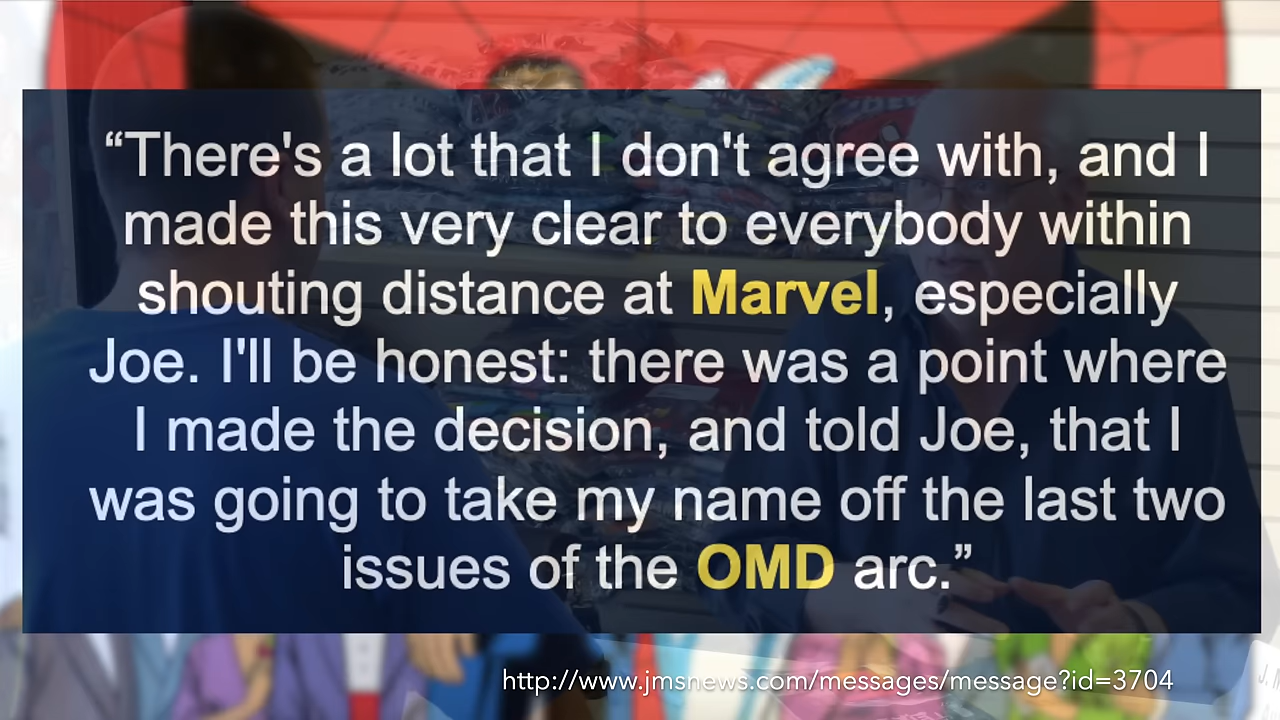 “There's a lot that I don't agree with, and I
made this very clear to everybody within
shouting distance at Marvel, especially
Joe. I'll be honest: there was a point where
I made the decision, and told Joe, that I
was going to take my name off the last two
issues of the OMD arc.”
http://www.jmsnews.com/messages/message?id=3704